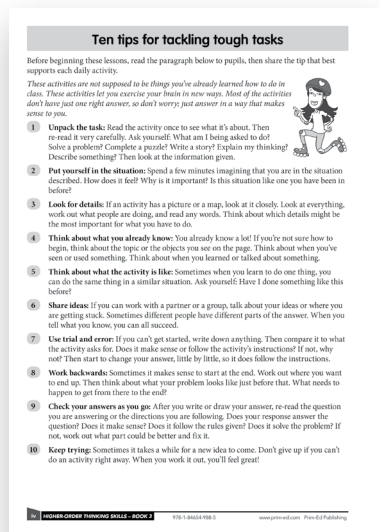 Ten tips for tackling tough tasks
Before beginning these lessons, read the paragraph below to pupils, then share the tip that best
supports each daily activity.
These activities are not supposed to be things you've already learned how to do in
class. These activities let you exercise your brain in new ways. Most of the activities
don't have just one right answer, so don't worry; just answer in a way that makes
sense to you.
1 Unpack the task: Read the activity once to see what it's about. Then
re-read it very carefully. Ask yourself: What am I being asked to do?
Solve a problem? Complete a puzzle? Write a story? Explain my thinking?
Describe something? Then look at the information given.
2 Put yourself in the situation: Spend a few minutes imagining that you are in the situation
described. How does it feel? Why is it important? Is this situation like one you have been in
before?
3 Look for details: If an activity has a picture or a map, look at it closely. Look at everything,
work out what people are doing, and read any words. Think about which details might be
the most important for what you have to do.
4 Think about what you already know: You already know a lot! If you're not sure how to
begin, think about the topic or the objects you see on the page. Think about when you've
seen or used something. Think about when you learned or talked about something.
5 Think about what the activity is like: Sometimes when you learn to do one thing, you
can do the same thing in a similar situation. Ask yourself: Have I done something like this
before?
6 Share ideas: If you can work with a partner or a group, talk about your ideas or where you
are getting stuck. Sometimes different people have different parts of the answer. When you
tell what you know, you can all succeed.
7 Use trial and error: If you can't get started, write down anything. Then compare it to what
the activity asks for. Does it make sense or follow the activity's instructions? If not, why
not? Then start to change your answer, little by little, so it does follow the instructions.
8 Work backwards: Sometimes it makes sense to start at the end. Work out where you want
to end up. Then think about what your problem looks like just before that. What needs to
happen to get from there to the end?
9 Check your answers as you go: After you write or draw your answer, re-read the question
you are answering or the directions you are following. Does your response answer the
question? Does it make sense? Does it follow the rules given? Does it solve the problem? If
not, work out what part could be better and fix it.
10 Keep trying: Sometimes it takes a while for a new idea to come. Don't give up if you can't
do an activity right away. When you work it out, you'll feel great!
iv HIGHER-ORDER THINKING SKILLS – BOOK 3 978-1-84654-988-5 www.prim-ed.com Prim-Ed Publishing